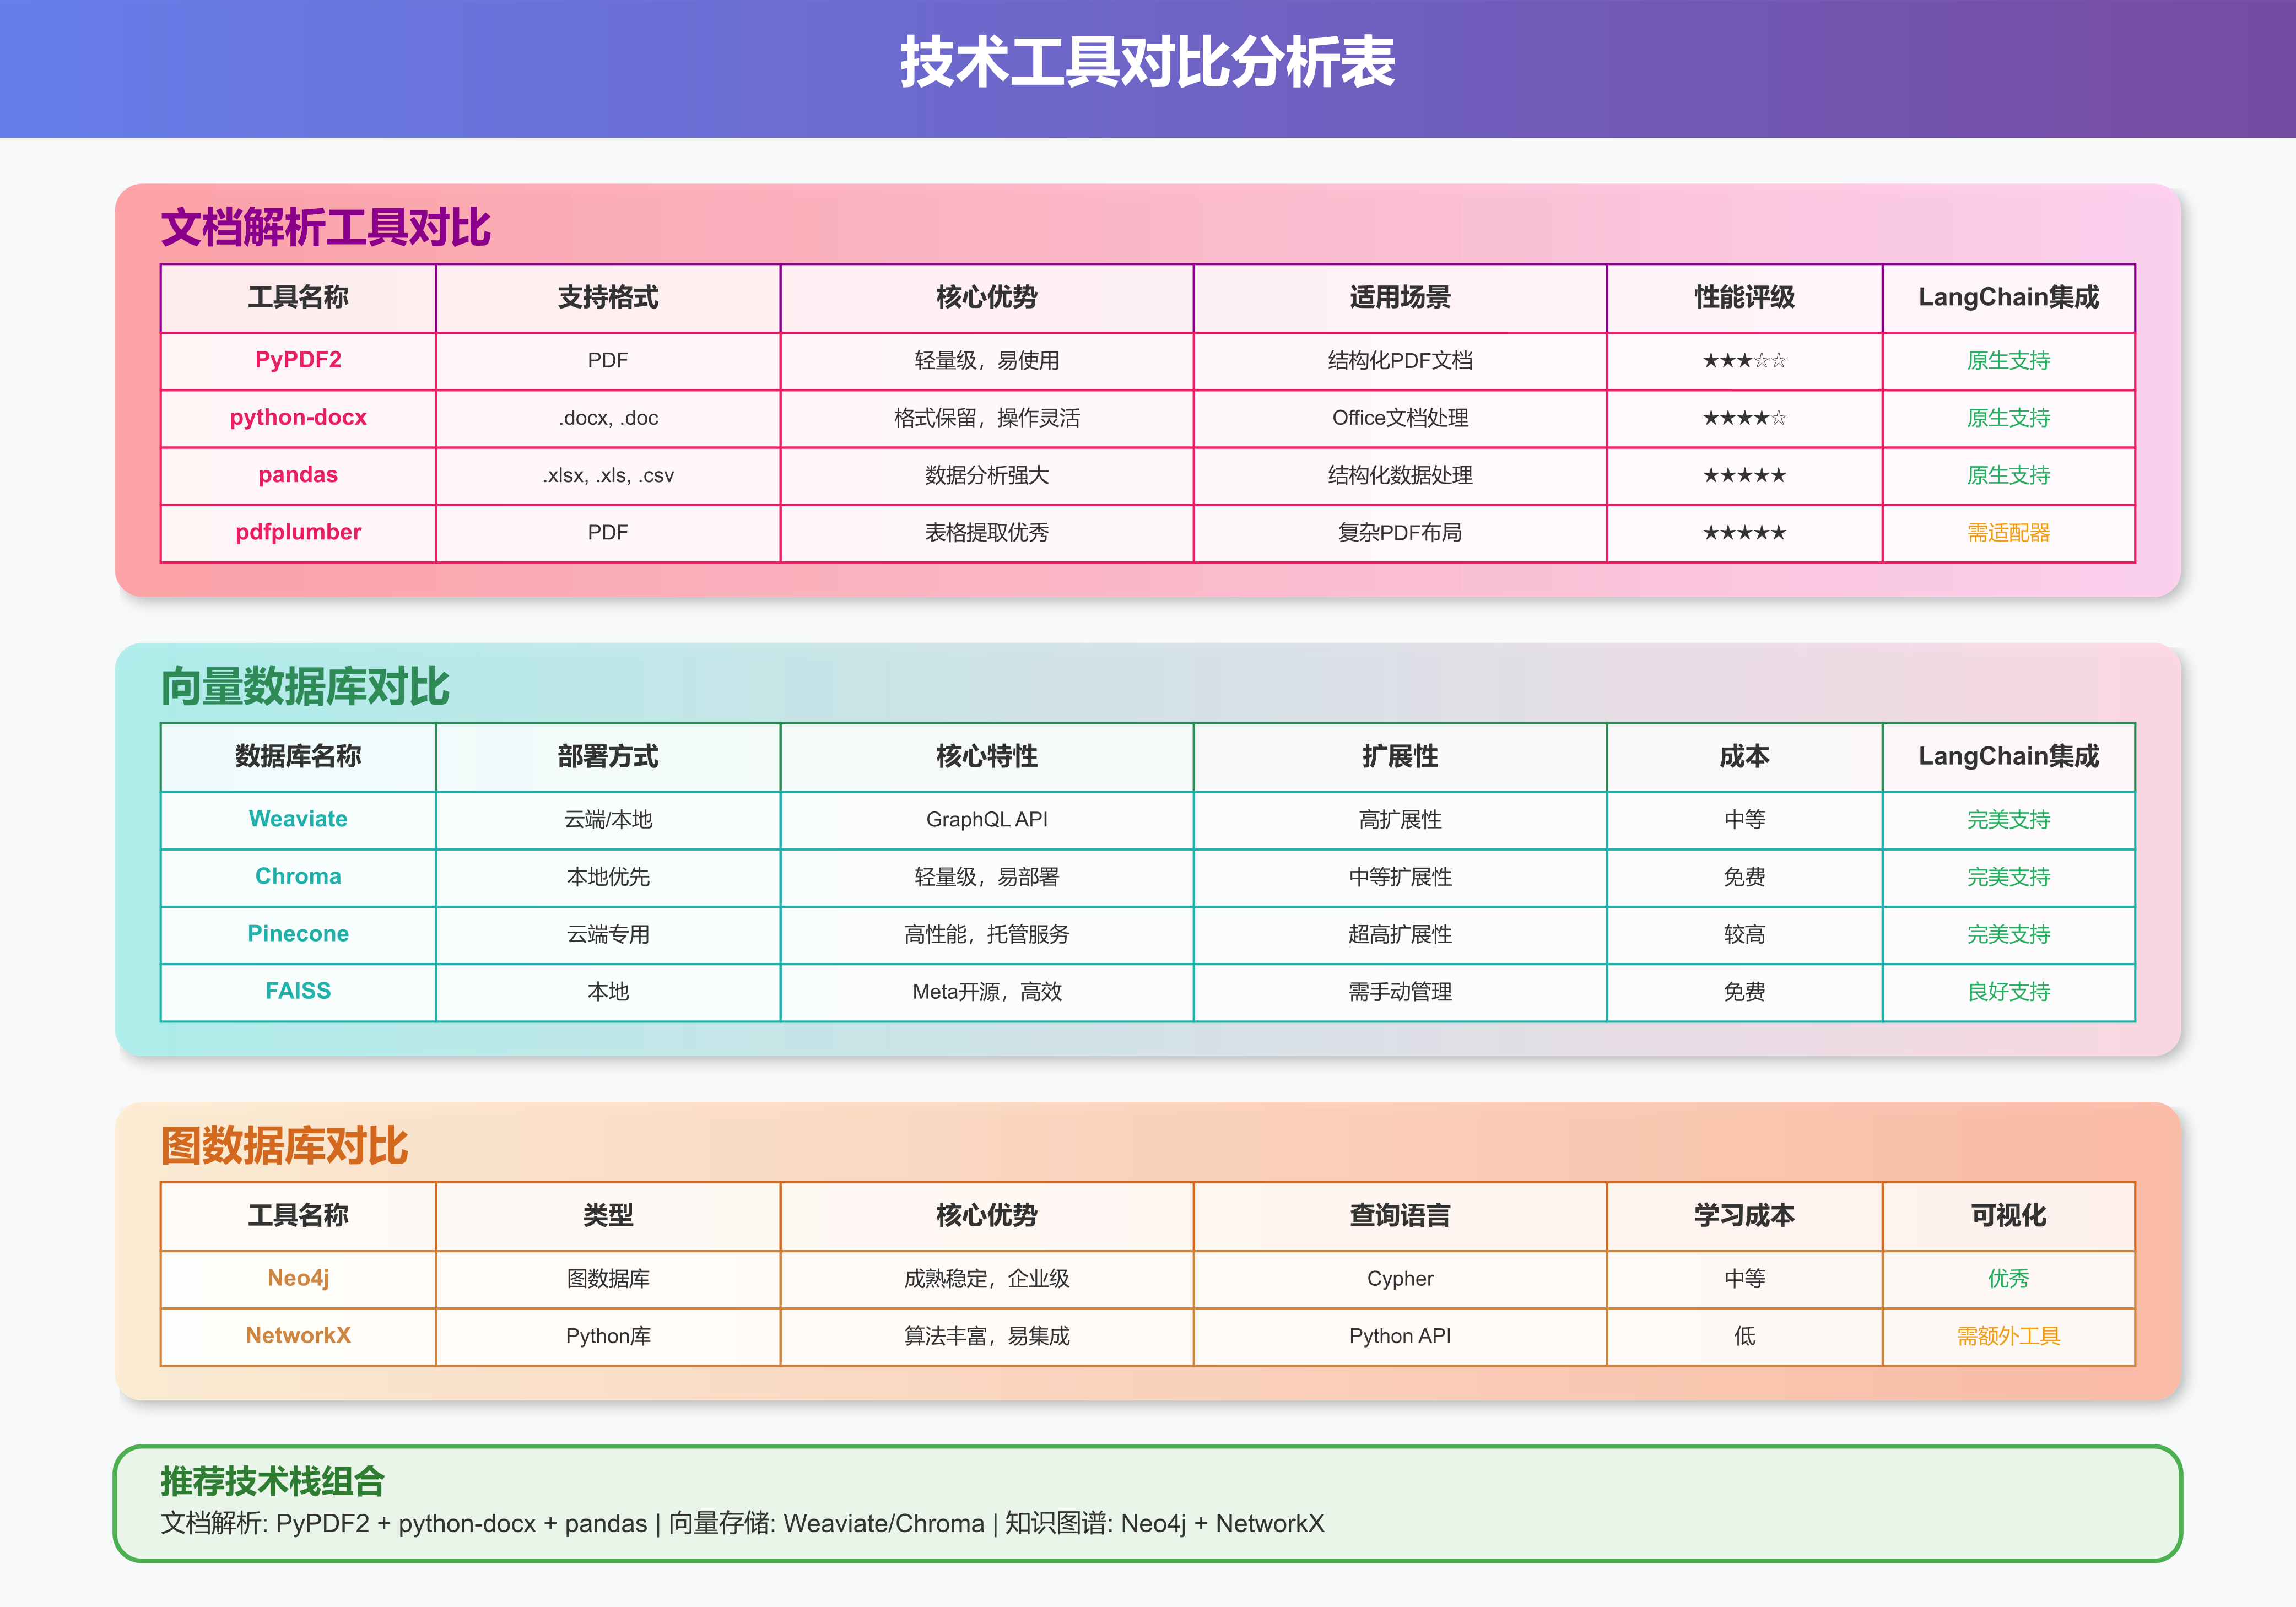 技术工具对比分析表
文档解析工具对比
工具名称 支持格式 核心优势 适用场景 性能评级 LangChain集成
PyPDF2 PDF 轻量级，易使用 结构化PDF文档 ★★★☆☆ 原生支持
python-docx .docx, .doc 格式保留，操作灵活 Office文档处理 ★★★★☆ 原生支持
pandas .xlsx, .xls, .csv 数据分析强大 结构化数据处理 ★★★★★ 原生支持
pdfplumber PDF 表格提取优秀 复杂PDF布局 ★★★★★ 需适配器
向量数据库对比
数据库名称 部署方式 核心特性 扩展性 成本 LangChain集成
Weaviate 云端/本地 GraphQL API 高扩展性 中等 完美支持
Chroma 本地优先 轻量级，易部署 中等扩展性 免费 完美支持
Pinecone 云端专用 高性能，托管服务 超高扩展性 较高 完美支持
FAISS 本地 Meta开源，高效 需手动管理 免费 良好支持
图数据库对比
工具名称 类型 核心优势 查询语言 学习成本 可视化
Neo4j 图数据库 成熟稳定，企业级 Cypher 中等 优秀
NetworkX Python库 算法丰富，易集成 Python API 低 需额外工具
推荐技术栈组合
文档解析: PyPDF2 + python-docx + pandas | 向量存储: Weaviate/Chroma | 知识图谱: Neo4j + NetworkX